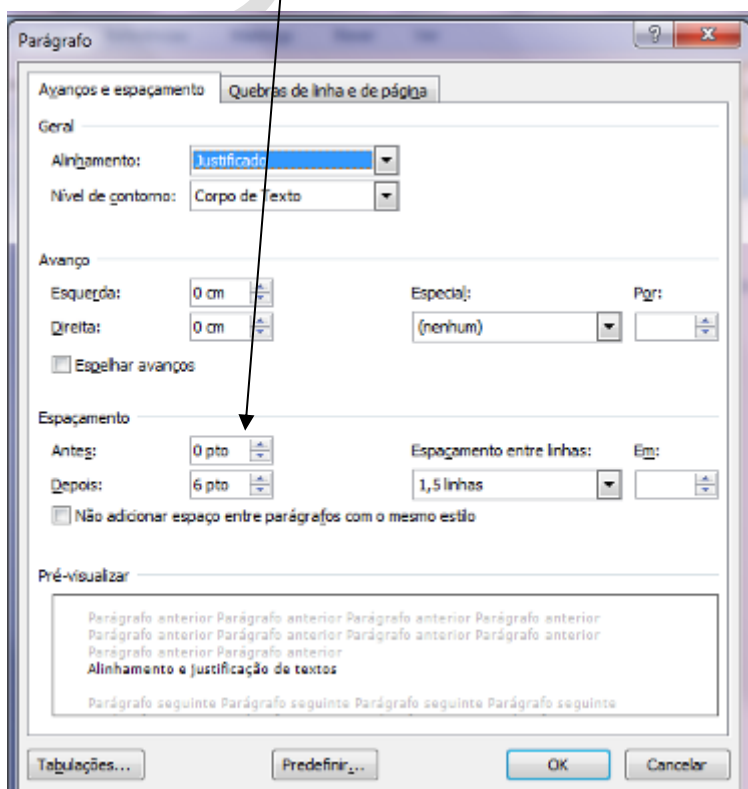 Parágrafo
Avanços e espaçamento Quebras de linha e de página
Geral
Alinhamento: Justificado
Nível de contorno: Corpo de Texto
Avanço
Esquerda: 0 cm Especial: Por:
Direita: 0 cm (nenhum)
Espelhar avanços
Espaçamento
Antes: 0 pto Espaçamento entre linhas: Em:
Depois: 6 pto 1,5 linhas
Não adicionar espaço entre parágrafos com o mesmo estilo
Pré-visualizar
Parágrafo anterior Parágrafo anterior Parágrafo anterior Parágrafo anterior
Parágrafo anterior Parágrafo anterior Parágrafo anterior Parágrafo anterior
Parágrafo anterior Parágrafo anterior
Alinhamento e justificação de textos
Parágrafo seguinte Parágrafo seguinte Parágrafo seguinte Parágrafo seguinte
Tabulações... Predefinir... OK Cancelar